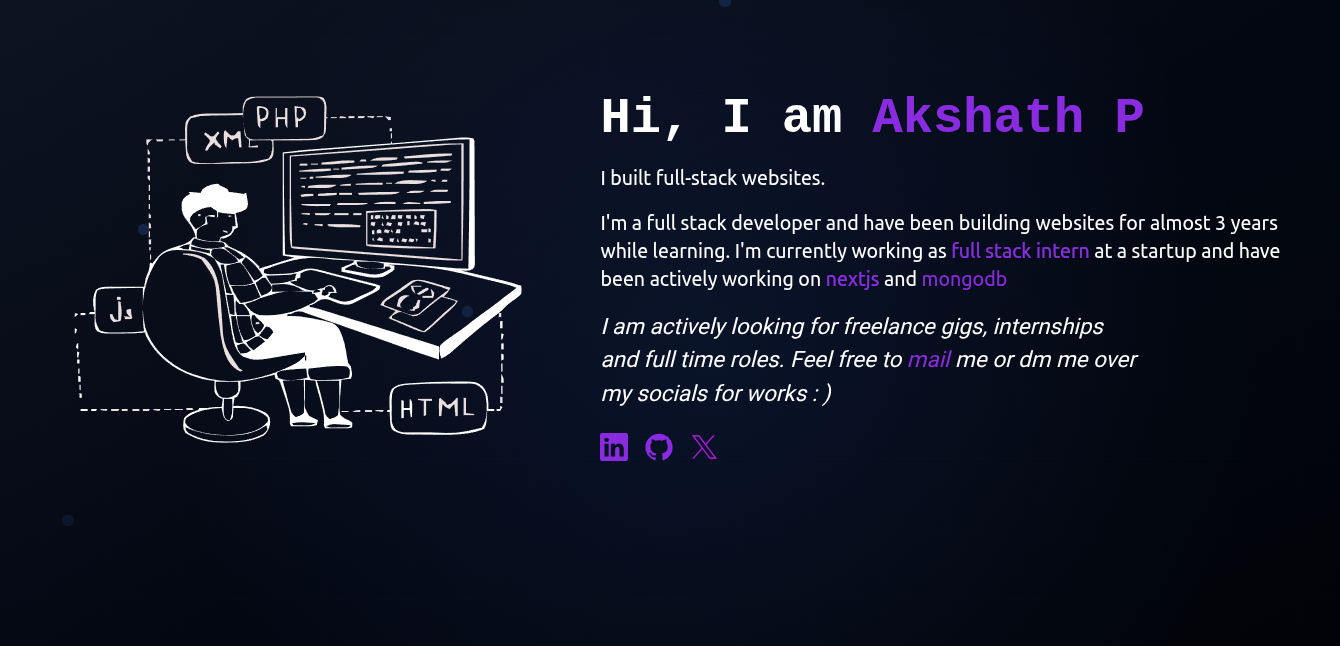 PHP
XML
Hi, I am Akshath P
I built full-stack websites.
I'm a full stack developer and have been building websites for almost 3 years
while learning. I'm currently working as full stack intern at a startup and have
been actively working on nextjs and mongodb
Js
I am actively looking for freelance gigs, internships
and full time roles. Feel free to mail me or dm me over
my socials for works : )
HTML
in